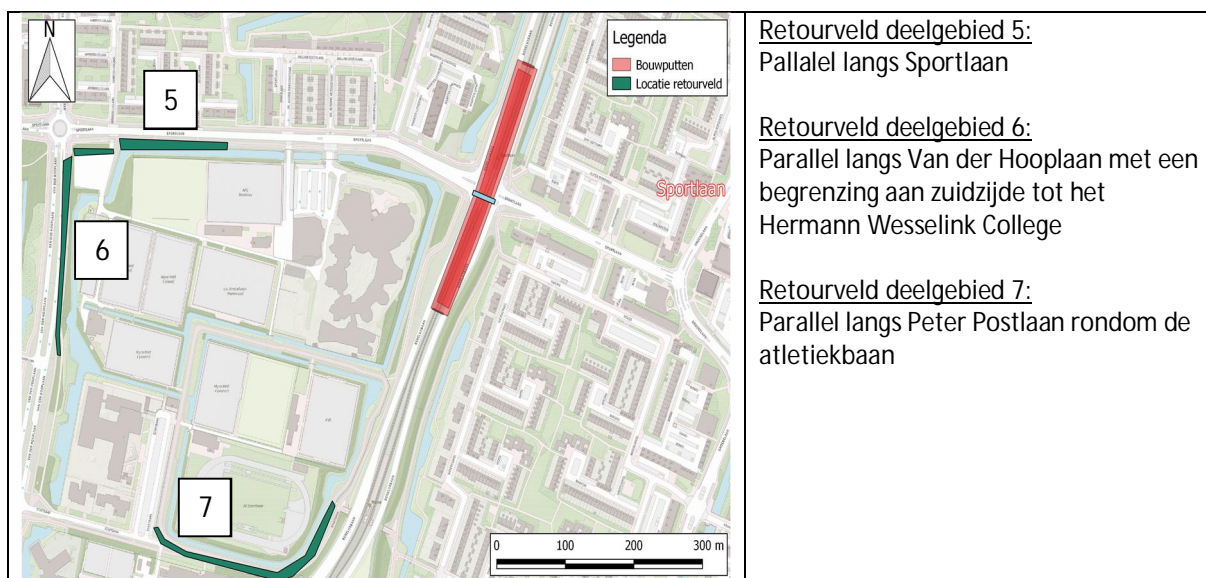 N
Legenda
Bouwputten
Locatie retourveld
5
6
7
Sportlaan
0 100 200 300 m
Retourveld deelgebied 5:
Pallalel langs Sportlaan
Retourveld deelgebied 6:
Parallel langs Van der Hooplaan met een
begrenzing aan zuidzijde tot het
Hermann Wesselink College
Retourveld deelgebied 7:
Parallel langs Peter Postlaan rondom de
atletiekbaan